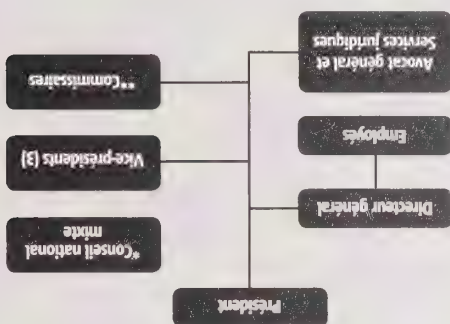 Président
Directeur général
*Conseil national
mixte
Employés
Vice-présidents (3)
Avocat général et
Services juridiques
**Commissaires